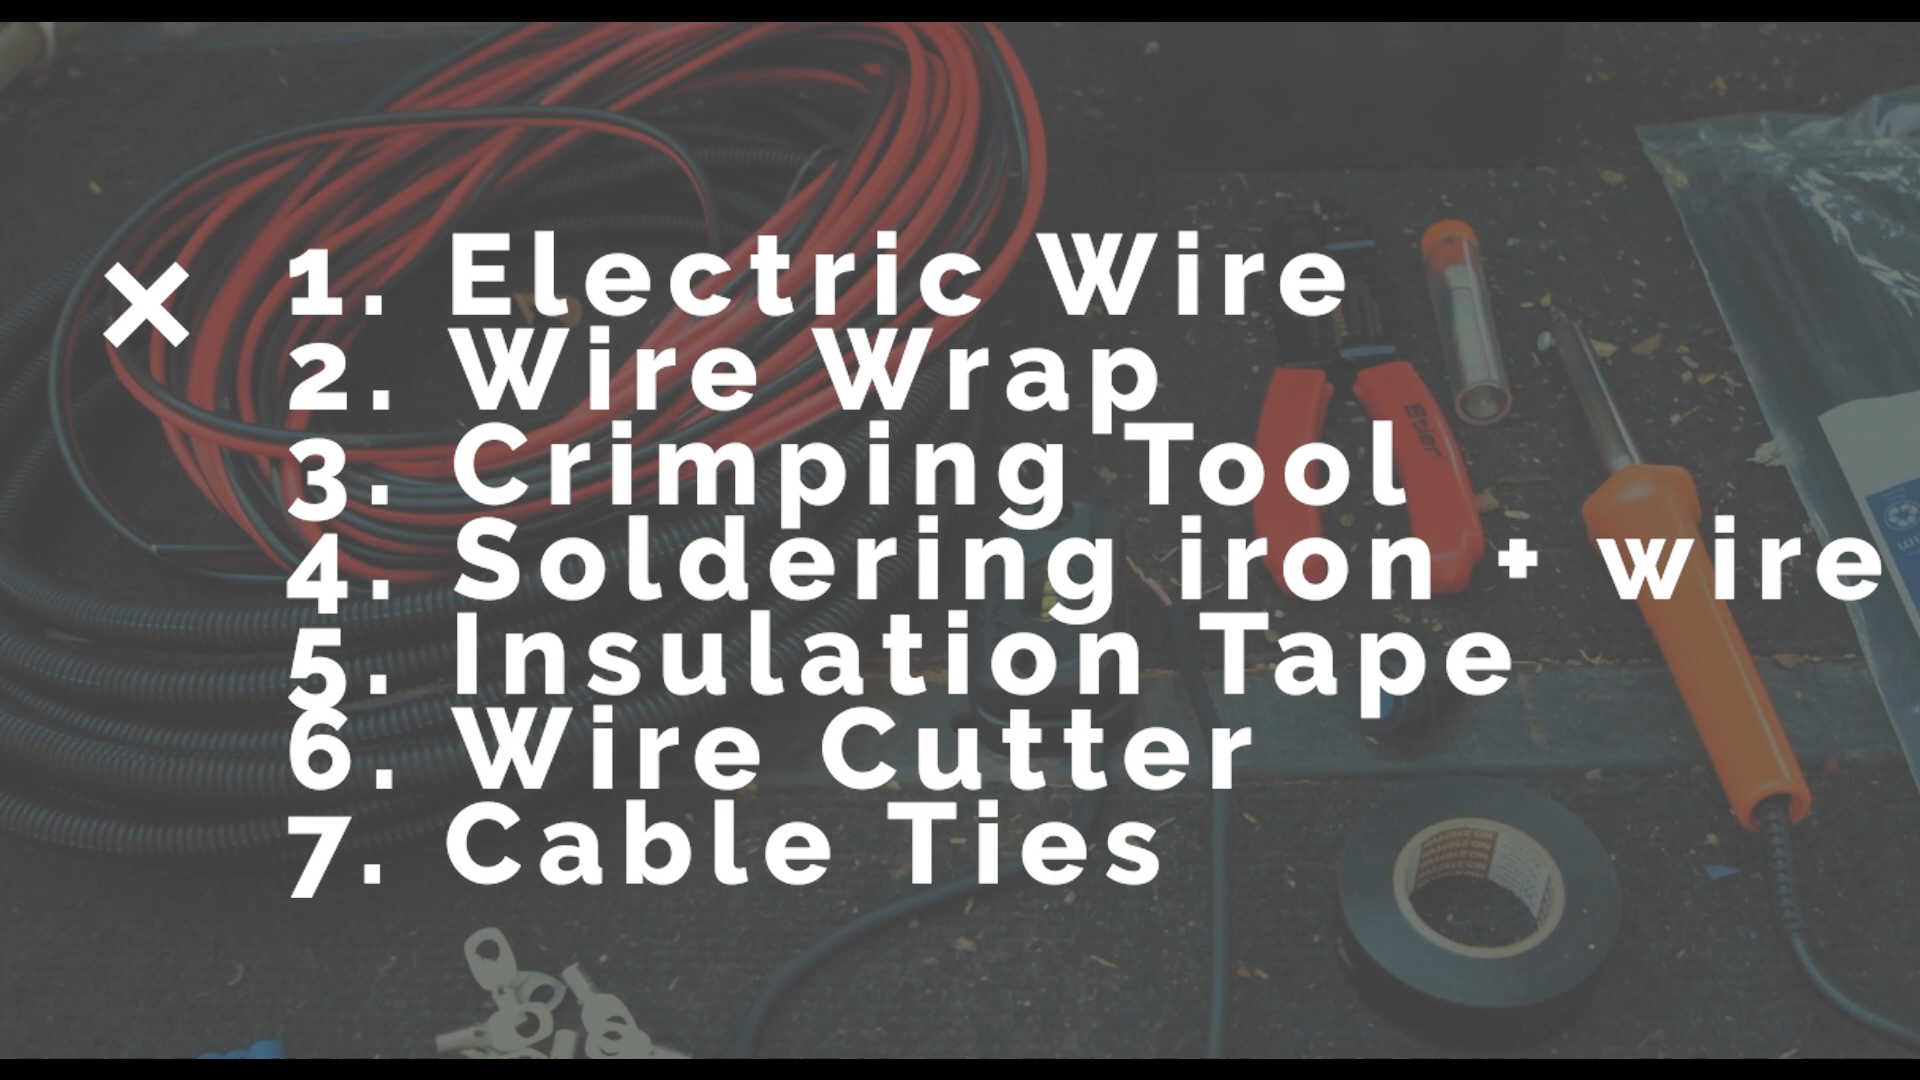 × 1. Electric Wire
2. Wire Wrap
3. Crimping Tool
4. Soldering iron + wire
5. Insulation Tape
6. Wire Cutter
7. Cable Ties